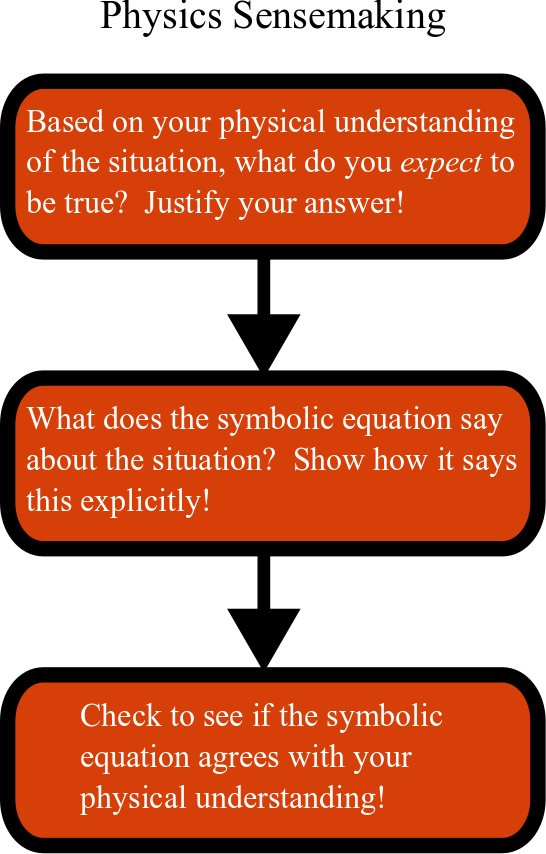 Physics Sensemaking
Based on your physical understanding
of the situation, what do you expect to
be true?  Justify your answer!
What does the symbolic equation say
about the situation?  Show how it says
this explicitly!
Check to see if the symbolic
equation agrees with your
physical understanding!